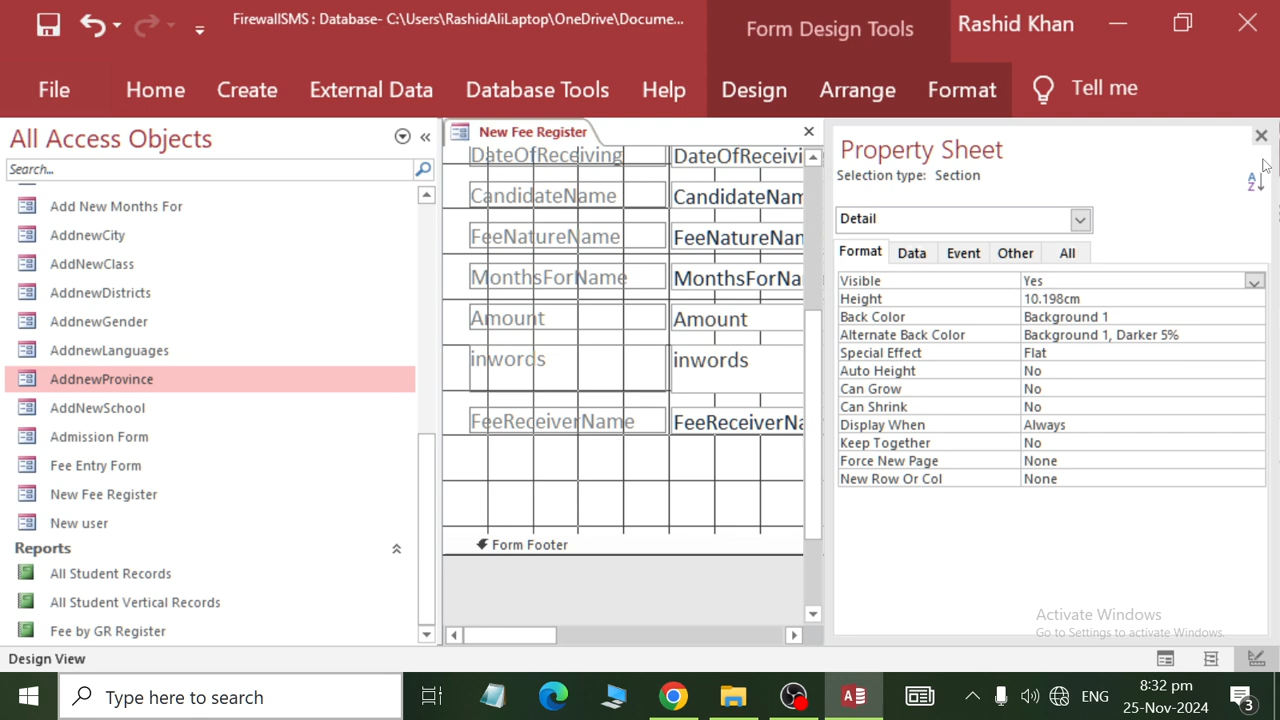 FirewallSMS : Database- C:\Users\RashidAliLaptop\OneDrive\Docume...
Form Design Tools
Rashid Khan
File Home Create External Data Database Tools Help Design Arrange Format Tell me
All Access Objects
Search...
Add New Months For
AddnewCity
AddNewClass
AddnewDistricts
AddnewGender
AddnewLanguages
AddnewProvince
AddNewSchool
Admission Form
Fee Entry Form
New Fee Register
New user
Reports
All Student Records
All Student Vertical Records
Fee by GR Register
New Fee Register
DateOfReceiving DateOfReceivi
CandidateName CandidateNam
FeeNatureName FeeNatureNan
MonthsForName MonthsForNa
Amount Amount
inwords inwords
FeeReceiverName FeeReceiverNa
Form Footer
Property Sheet
Selection type: Section
A
Z
Detail
Format Data Event Other All
Visible Yes
Height 10.198cm
Back Color Background 1
Alternate Back Color Background 1, Darker 5%
Special Effect Flat
Auto Height No
Can Grow No
Can Shrink No
Display When Always
Keep Together No
Force New Page None
New Row Or Col None
Activate Windows
Go to Settings to activate Windows.
Design View
Type here to search
ENG
8:32 pm
25-Nov-2024
3